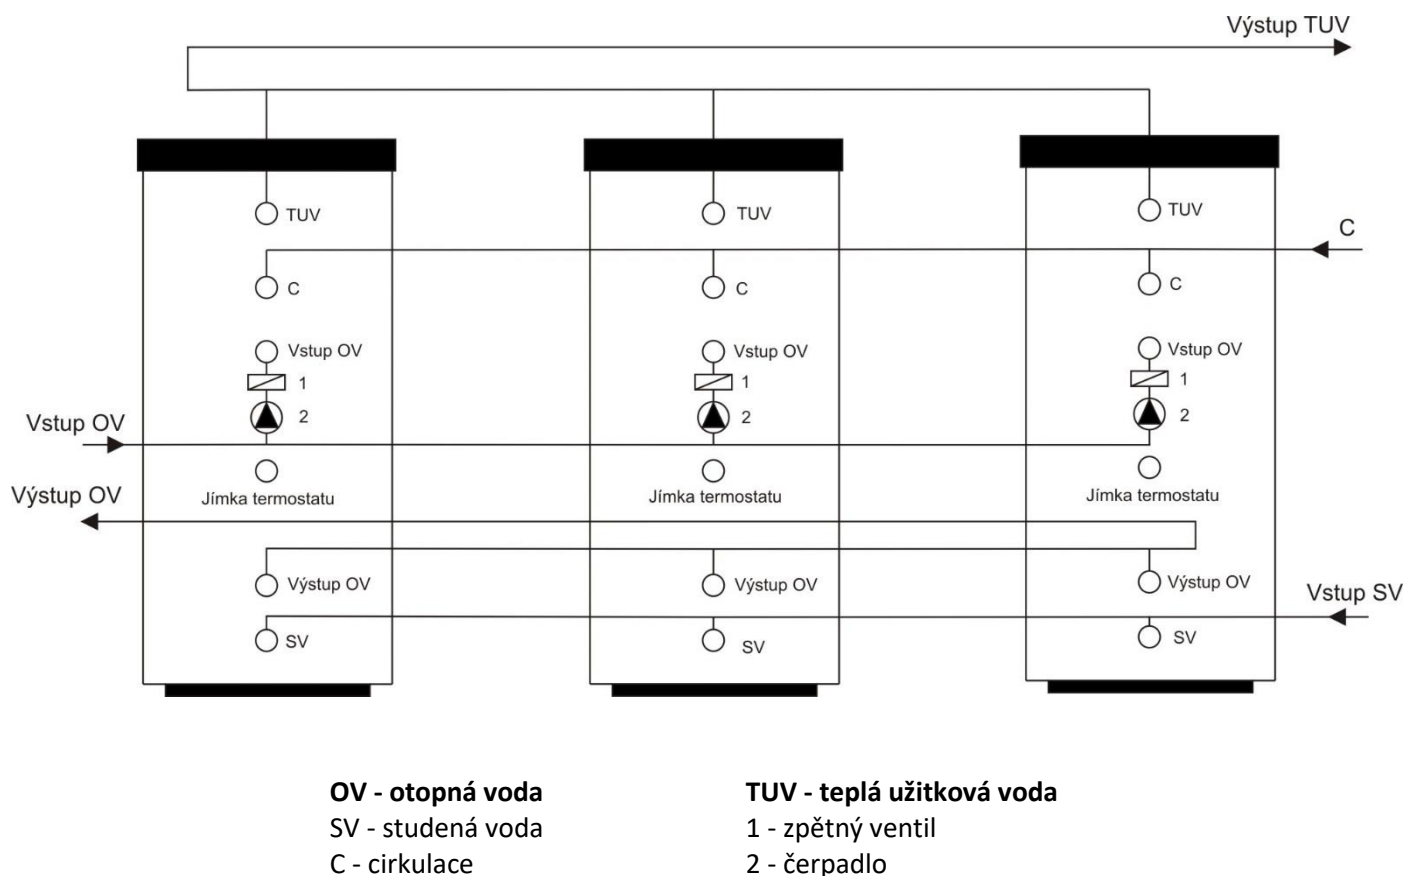 Výstup TUV
TUV
TUV
TUV
C
C
C
C
Vstup OV
Vstup OV
Vstup OV
1
1
1
Vstup OV
2
2
2
Výstup OV
Jímka termostatu
Jímka termostatu
Jímka termostatu
Výstup OV
Výstup OV
Výstup OV
Vstup SV
SV
SV
SV
OV - otopná voda
TUV - teplá užitková voda
SV - studená voda
1 - zpětný ventil
C - cirkulace
2 - čerpadlo